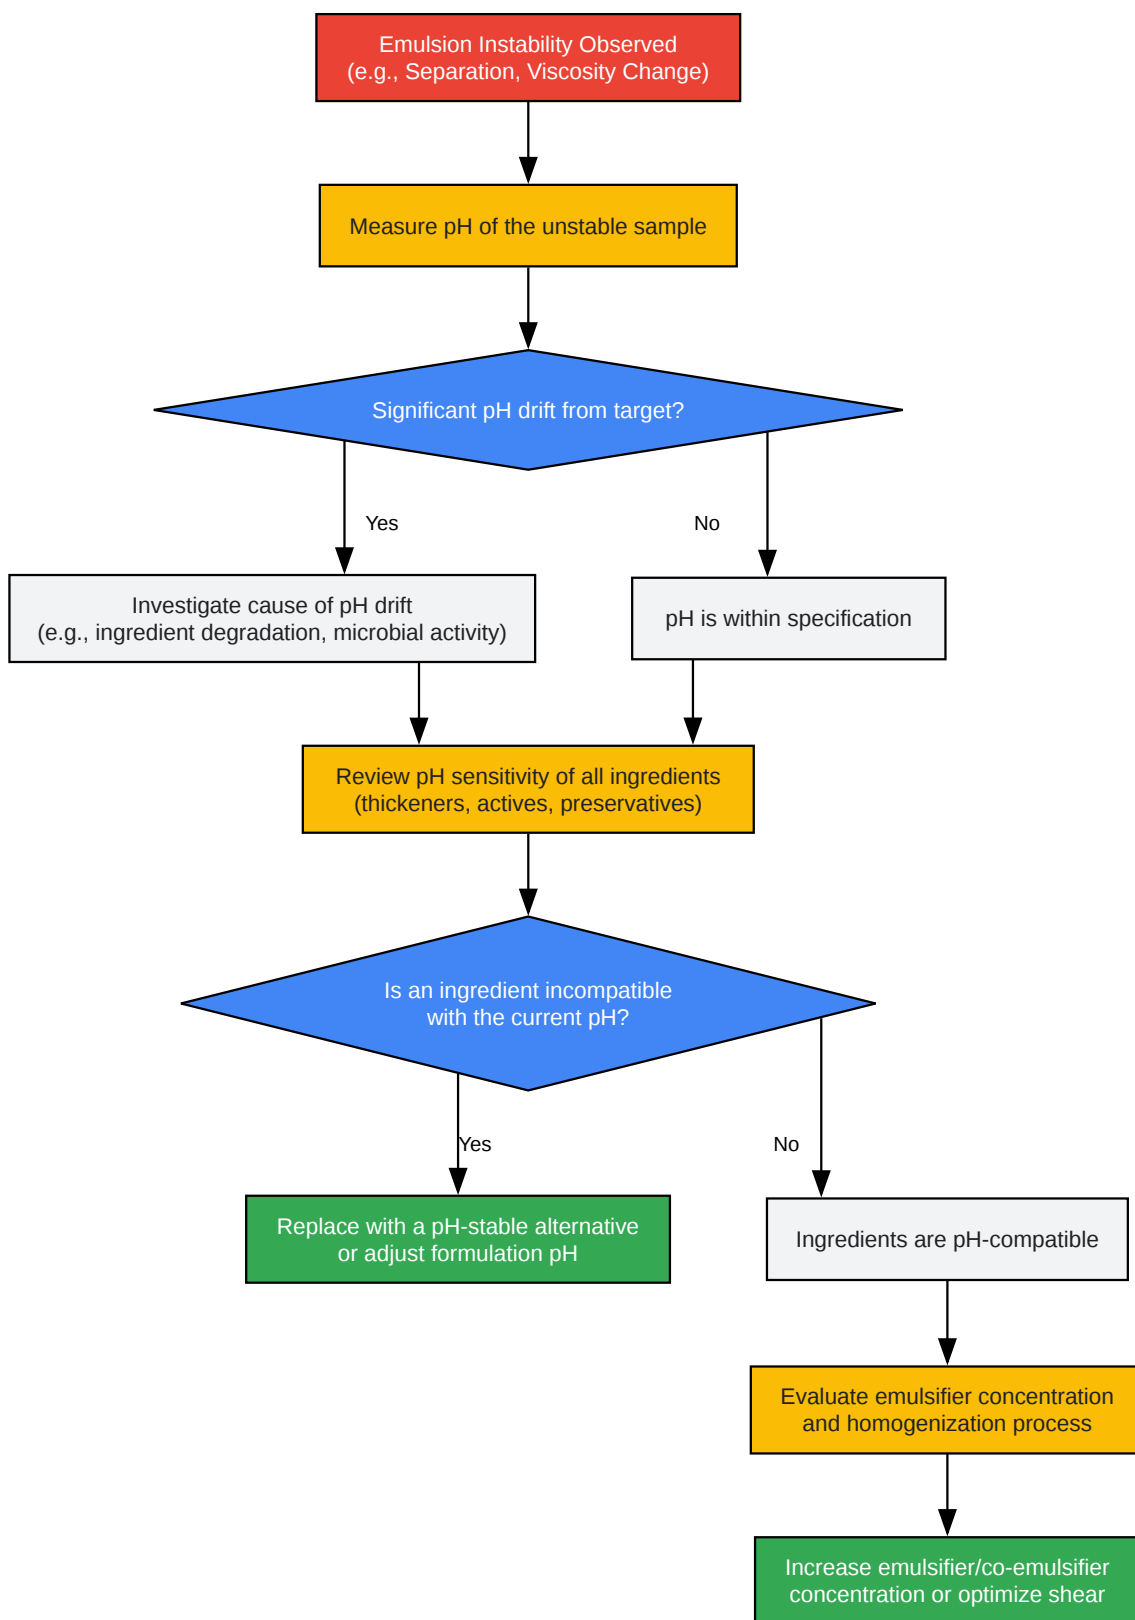 Emulsion Instability Observed
(e.g., Separation, Viscosity Change)
Measure pH of the unstable sample
Significant pH drift from target?
Yes
No
Investigate cause of pH drift
(e.g., ingredient degradation, microbial activity)
pH is within specification
Review pH sensitivity of all ingredients
(thickeners, actives, preservatives)
Is an ingredient incompatible
with the current pH?
Yes
No
Replace with a pH-stable alternative
or adjust formulation pH
Ingredients are pH-compatible
Evaluate emulsifier concentration
and homogenization process
Increase emulsifier/co-emulsifier
concentration or optimize shear